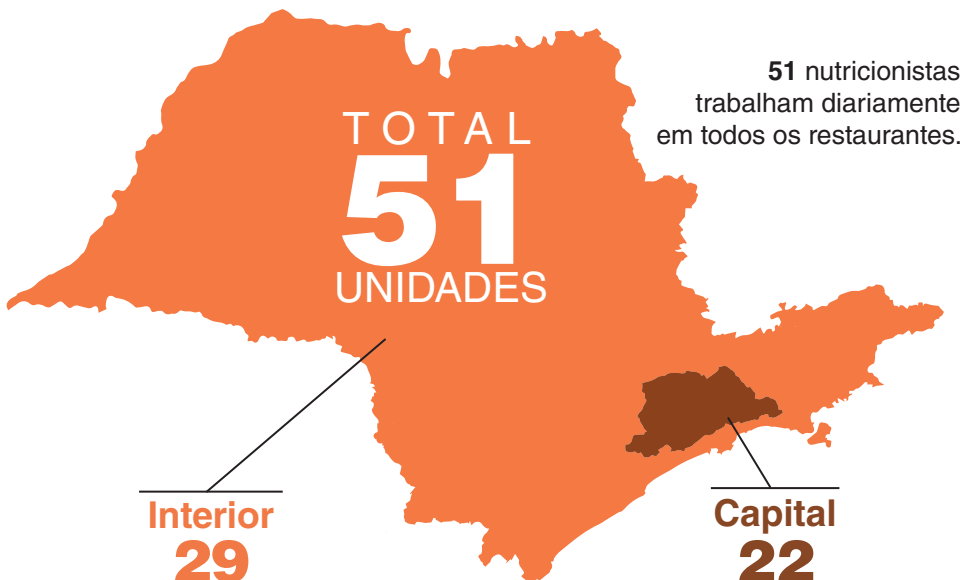 51 nutricionistas
trabalham diariamente
em todos os restaurantes.
TOTAL
51
UNIDADES
Interior
29
Capital
22